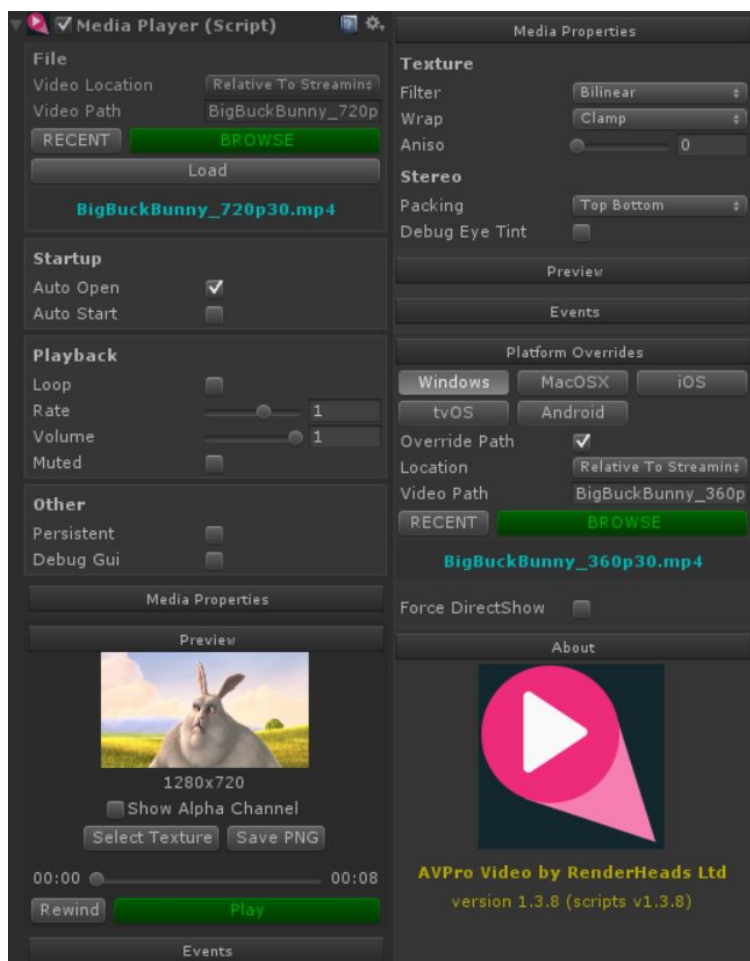 Media Player (Script)
File
Video Location Relative To Streaming
Video Path BigBuckBunny_720p
RECENT BROWSE
Load
BigBuckBunny_720p30.mp4
Startup
Auto Open
Auto Start
Playback
Loop
Rate 1
Volume 1
Muted
Other
Persistent
Debug Gui
Media Properties
Preview
1280x720
Show Alpha Channel
Select Texture Save PNG
00:00 00:08
Rewind Play
Events
Media Properties
Texture
Filter Bilinear
Wrap Clamp
Aniso 0
Stereo
Packing Top Bottom
Debug Eye Tint
Preview
Events
Platform Overrides
Windows MacOSX iOS
tvOS Android
Override Path
Location Relative To Streaming
Video Path BigBuckBunny_360p
RECENT BROWSE
BigBuckBunny_360p30.mp4
Force DirectShow
About
AVPro Video by RenderHeads Ltd
version 1.3.8 (scripts v1.3.8)